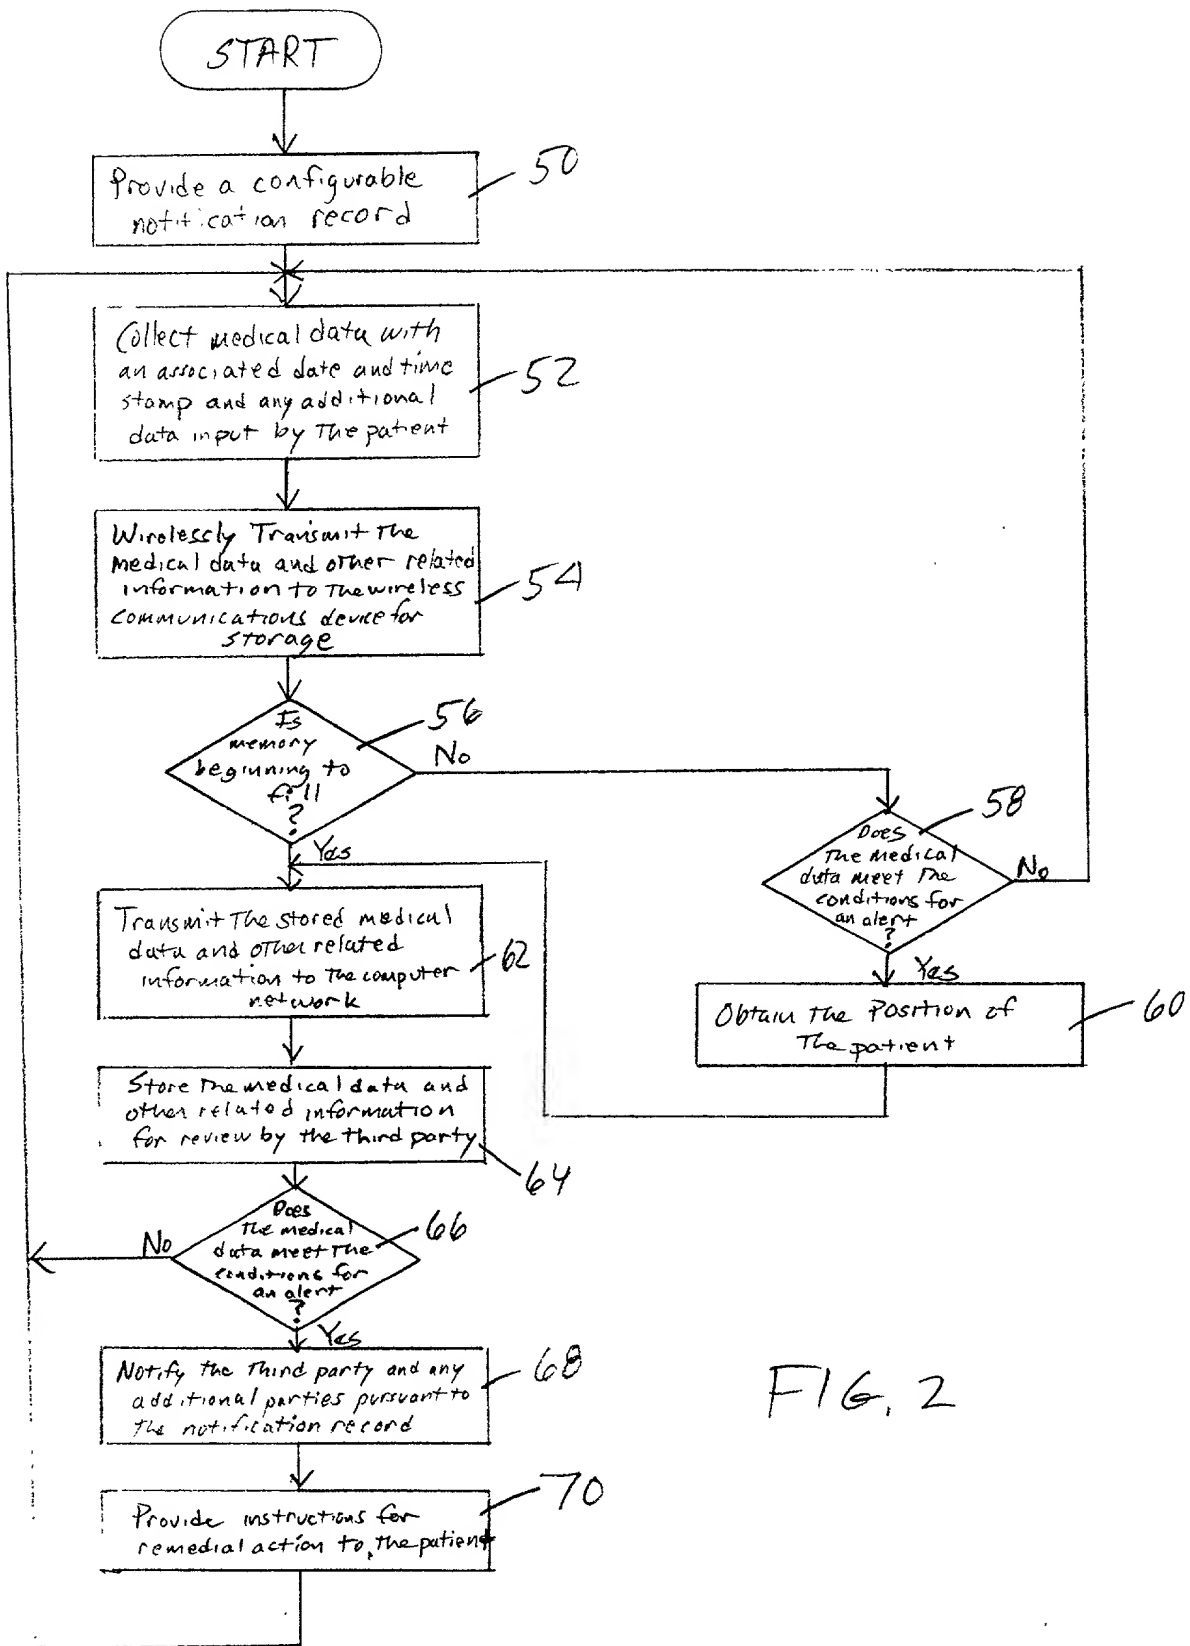 START
Provide a configurable
notification record
50
Collect medical data with
an associated date and time
stamp and any additional
data input by the patient
52
Wirelessly Transmit the
medical data and other related
information to the wireless
communications device for
storage
54
Is
memory
beginning to
fill
?
56
No
Yes
Does
the medical
data meet the
conditions for
an alert
?
58
No
Yes
Obtain the Position of
the patient
60
Transmit the stored medical
data and other related
information to the computer
network
62
Store the medical data and
other related information
for review by the third party
64
Does
the medical
data meet the
conditions for
an alert
?
66
No
Yes
Notify the third party and any
additional parties pursuant to
the notification record
68
Provide instructions for
remedial action to the patient
70
FIG. 2